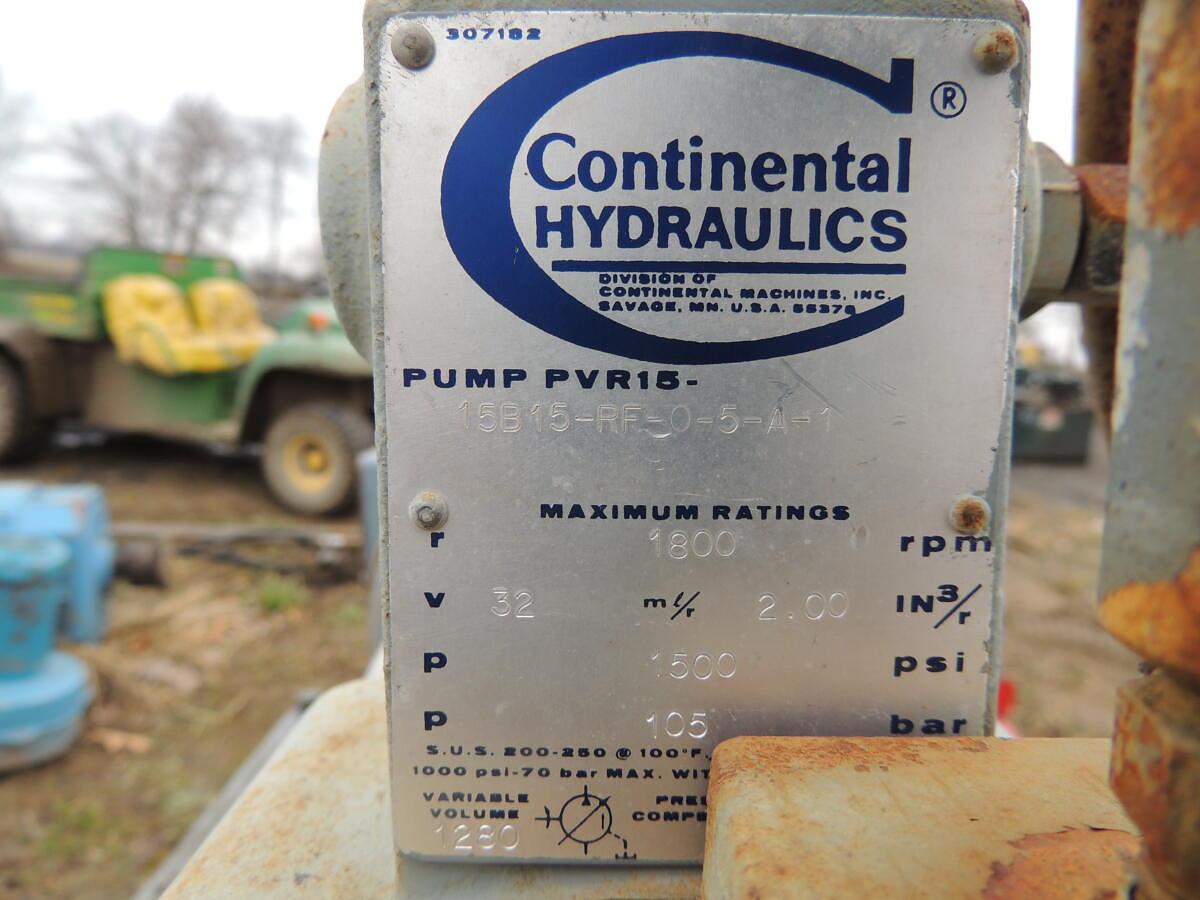 307182
®
Continental
HYDRAULICS
DIVISION OF
CONTINENTAL MACHINES, INC.
SAVAGE, MN. U.S.A. 55378
PUMP PVR15-
15B15-RF-O-5-A-1
MAXIMUM RATINGS
r 1800 rpm
v 32 ml/r 2.00 IN3/r
p 1500 psi
p 105 bar
S.U.S. 200-250 @ 100°F.
1000 psi-70 bar MAX.
VARIABLE
VOLUME
1280